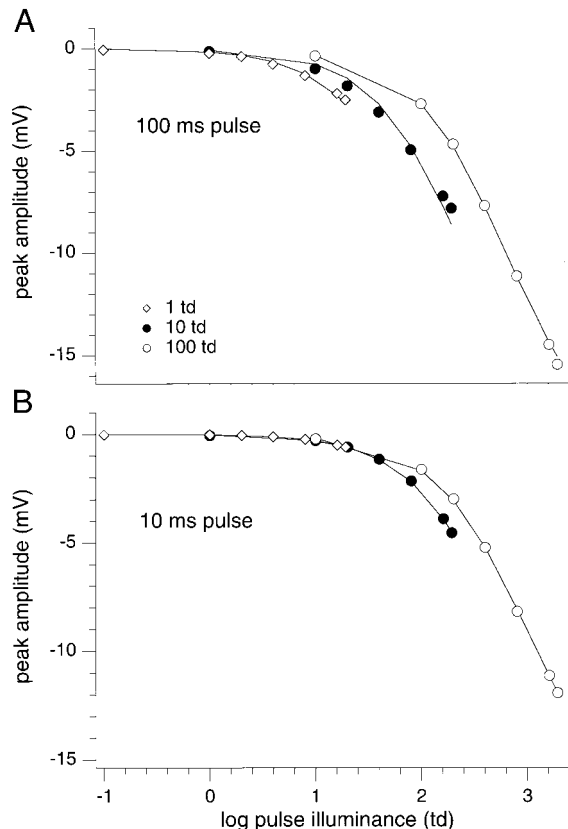 A
0
-5
-10
-15
peak amplitude (mV)
100 ms pulse
1 td
10 td
100 td
B
0
-5
-10
-15
peak amplitude (mV)
10 ms pulse
-1 0 1 2 3
log pulse illuminance (td)